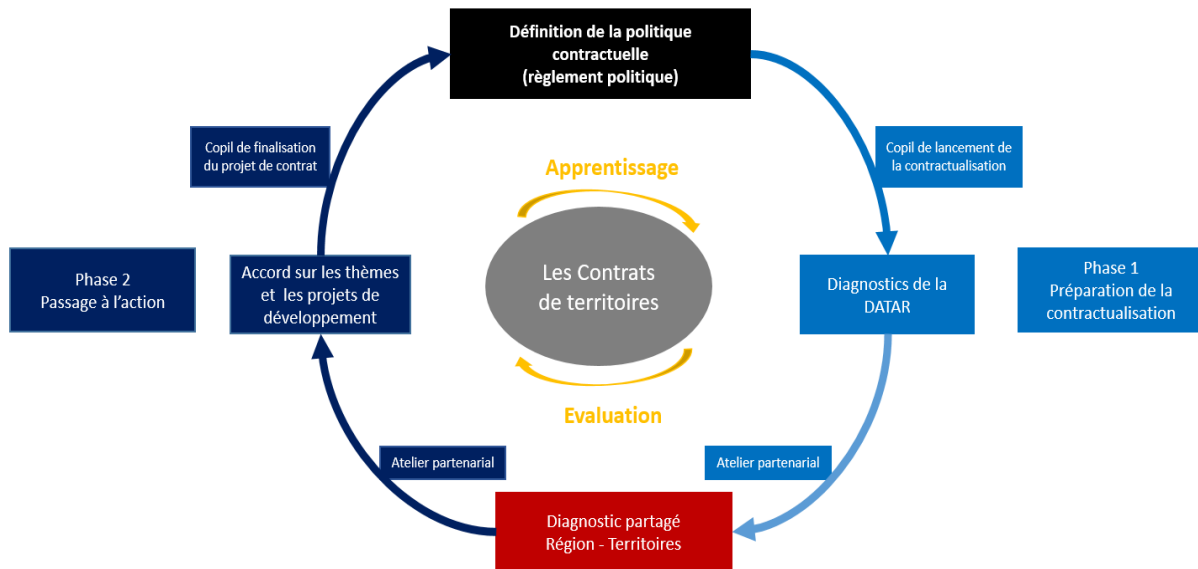 Définition de la politique
contractuelle
(règlement politique)
Copil de finalisation
du projet de contrat
Copil de lancement de
la contractualisation
Apprentissage
Phase 2
Passage à l'action
Accord sur les thèmes
et les projets de
développement
Les Contrats
de territoires
Diagnostics de la
DATAR
Phase 1
Préparation de la
contractualisation
Evaluation
Atelier partenarial
Atelier partenarial
Diagnostic partagé
Région - Territoires